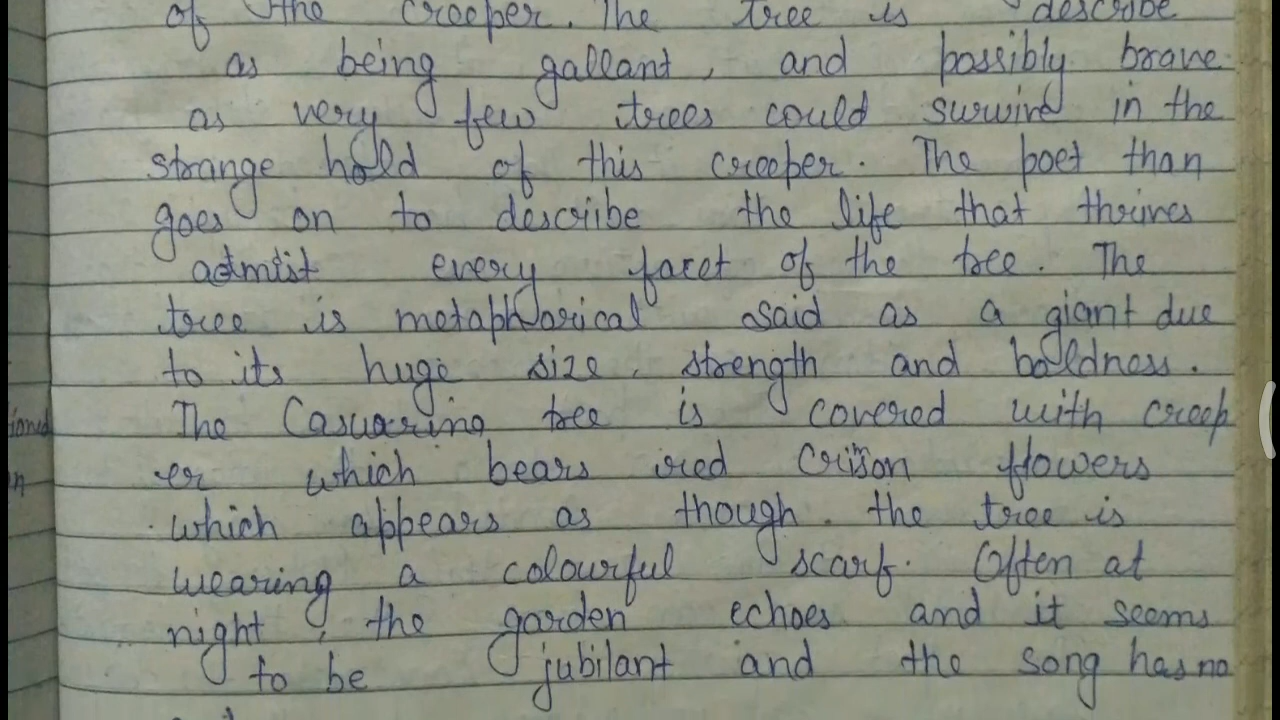 of the creeper. The tree is describe
as being gallant, and possibly brave
as very few trees could survive in the
strange hold of this creeper. The poet than
goes on to describe the life that thrives
admist every facet of the tree. The
tree is metaphorical said as a giant due
to its huge size, strength and boldness.
The Casuarina tree is covered with creep
er which bears red Crison flowers
which appears as though. the tree is
wearing a colourful scarf. Often at
night, the garden echoes and it seems
to be jubilant and the song has no